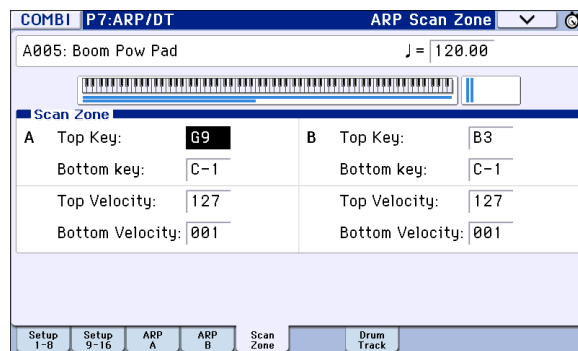 COMBI P7:ARP/DT ARP Scan Zone
A005: Boom Pow Pad ♩= 120.00
Scan Zone
A Top Key: G9 B Top Key: B3
Bottom key: C-1 Bottom Key: C-1
Top Velocity: 127 Top Velocity: 127
Bottom Velocity: 001 Bottom Velocity: 001
Setup 1-8 Setup 9-16 ARP A ARP B Scan Zone Drum Track